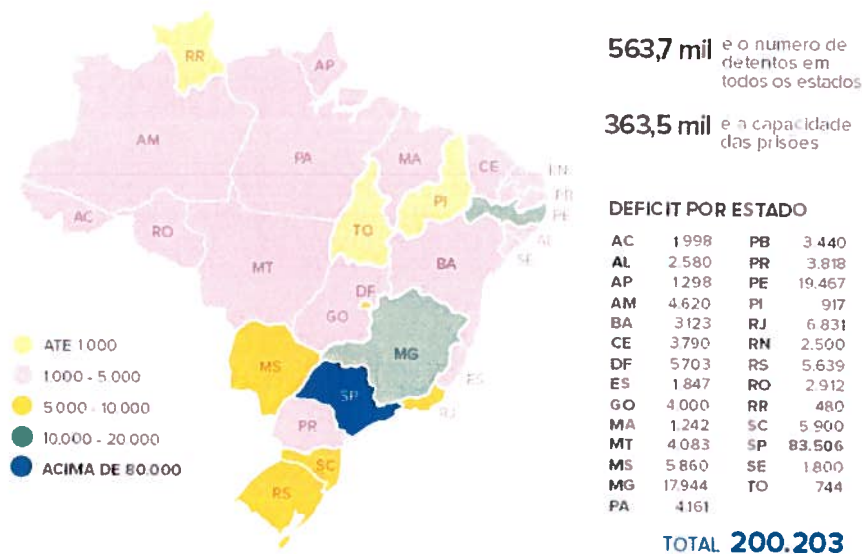 RR
AP
AM
PA
MA
CE
RN
PB
PE
PI
AC
RO
TO
AL
SE
MT
BA
DF
GO
MG
MS
ES
SP
RJ
PR
SC
RS
ATE 1 000
1.000 - 5 000
5 000 - 10 000
10.000 - 20 000
ACIMA DE 80.000
563,7 mil e o numero de
detentos em
todos os estados
363,5 mil e a capacidade
das prisoes
DEFICIT POR ESTADO
AC 1 998 PB 3 440
AL 2.580 PR 3.818
AP 1 298 PE 19.467
AM 4.620 PI 917
BA 3 123 RJ 6 831
CE 3 790 RN 2.500
DF 5 703 RS 5.639
ES 1.847 RO 2.912
GO 4.000 RR 480
MA 1.242 SC 5 900
MT 4 083 SP 83.506
MS 5 860 SE 1 800
MG 17.944 TO 744
PA 4.161
TOTAL 200.203